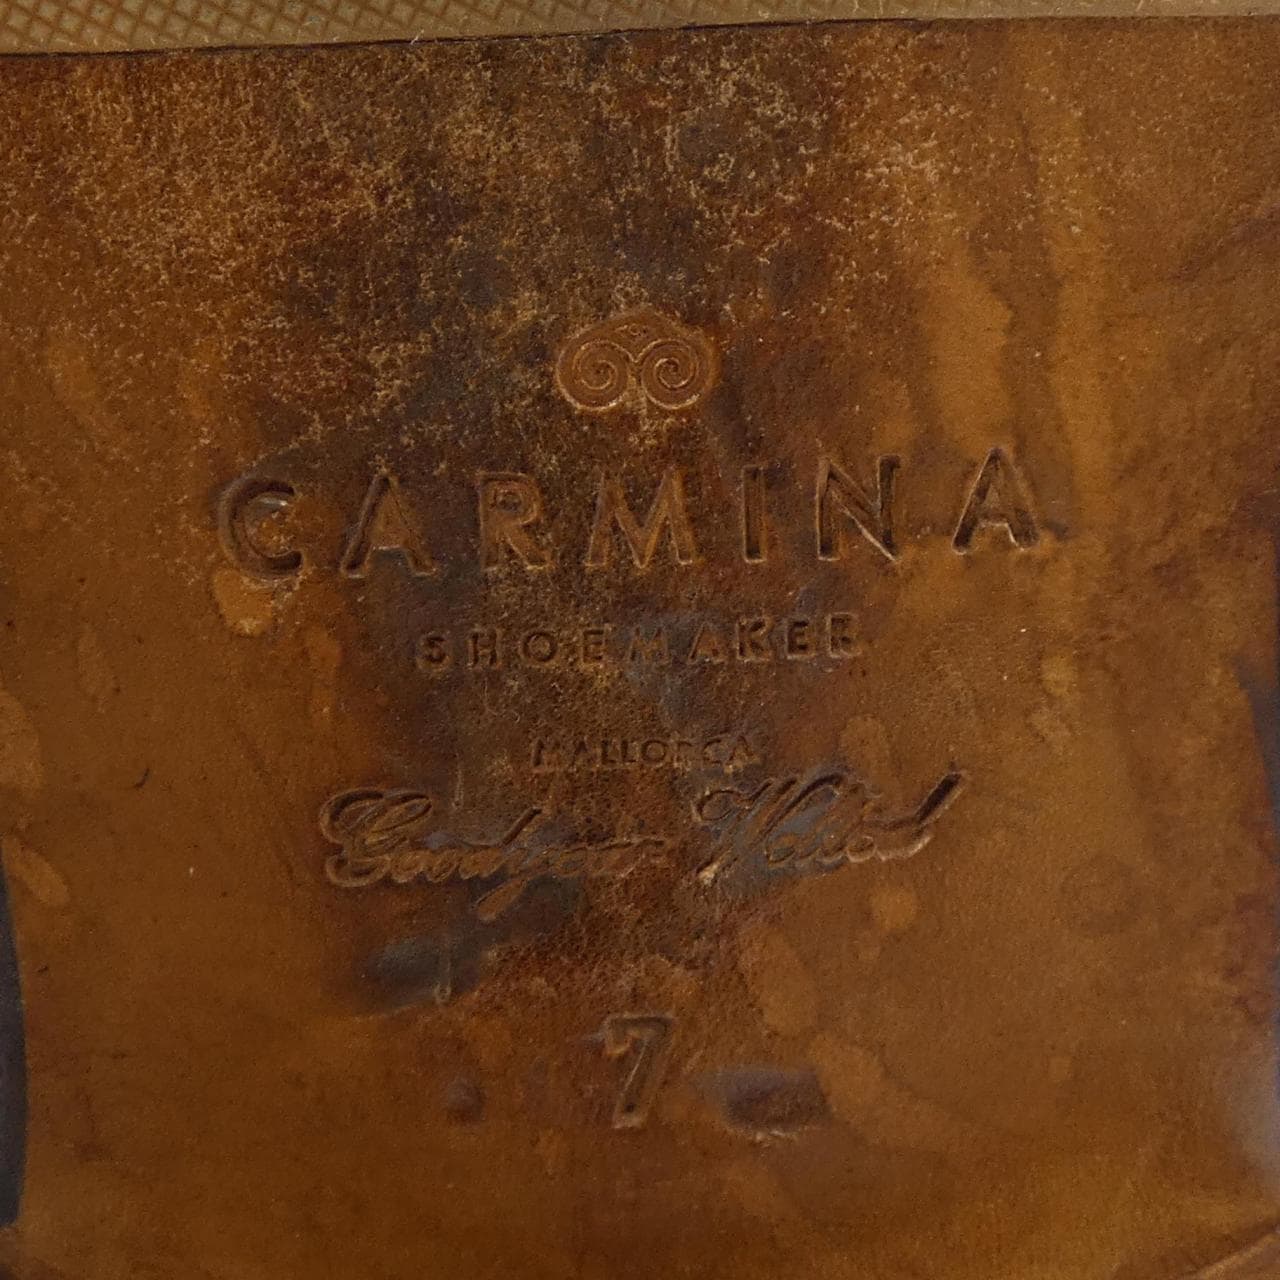 CARMINA
SHOEMAKER
MALLORCA
Goodyear Welted
7